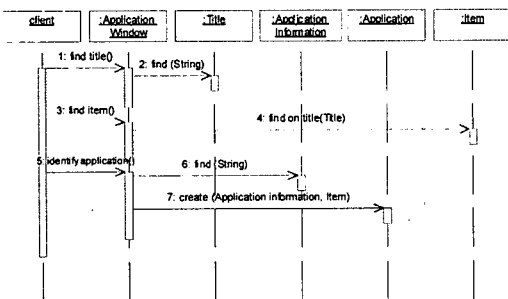 client
:Application
Window
:Title
:Application
Information
:Application
:Item
1: find title()
2: find (String)
3: find item()
4: find on title(Title)
5: identify application()
6: find (String)
7: create (Application information, Item)